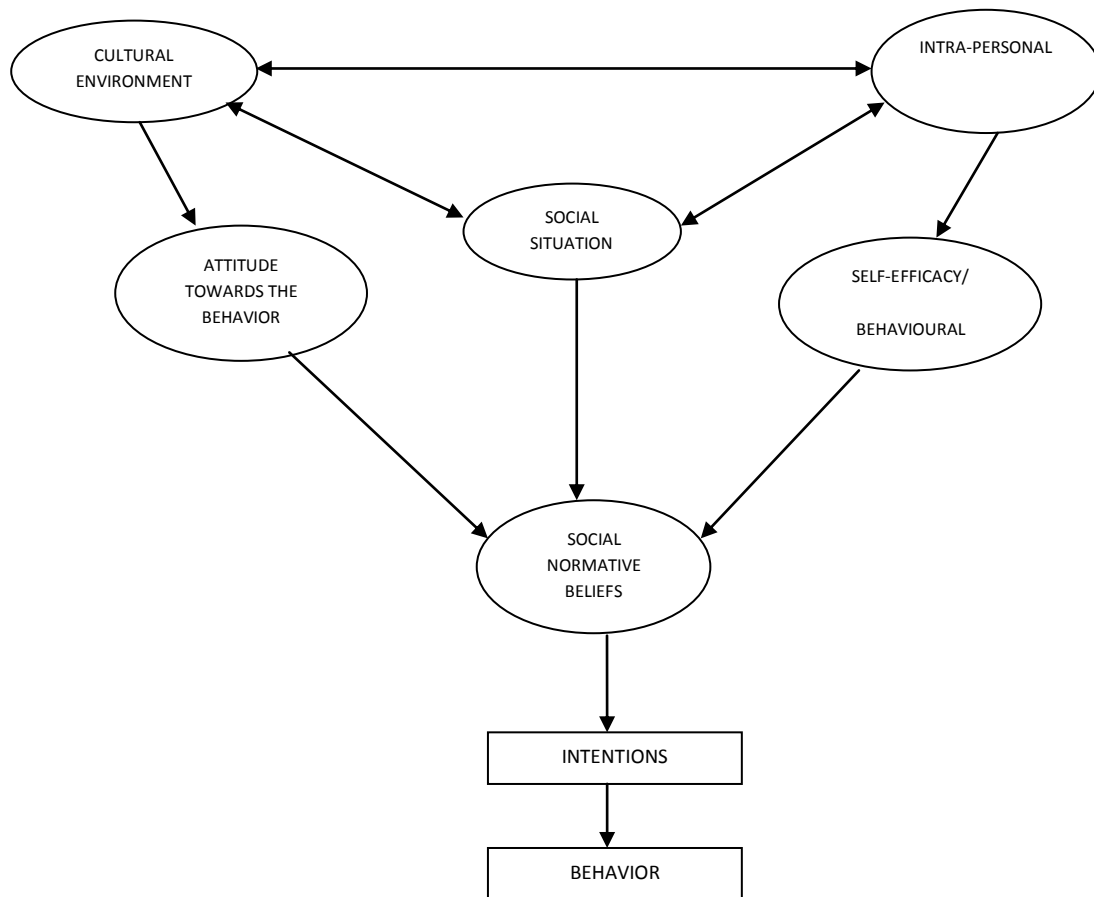 CULTURAL
ENVIRONMENT
INTRA-PERSONAL
SOCIAL
SITUATION
ATTITUDE
TOWARDS THE
BEHAVIOR
SELF-EFFICACY/
BEHAVIOURAL
SOCIAL
NORMATIVE
BELIEFS
INTENTIONS
BEHAVIOR